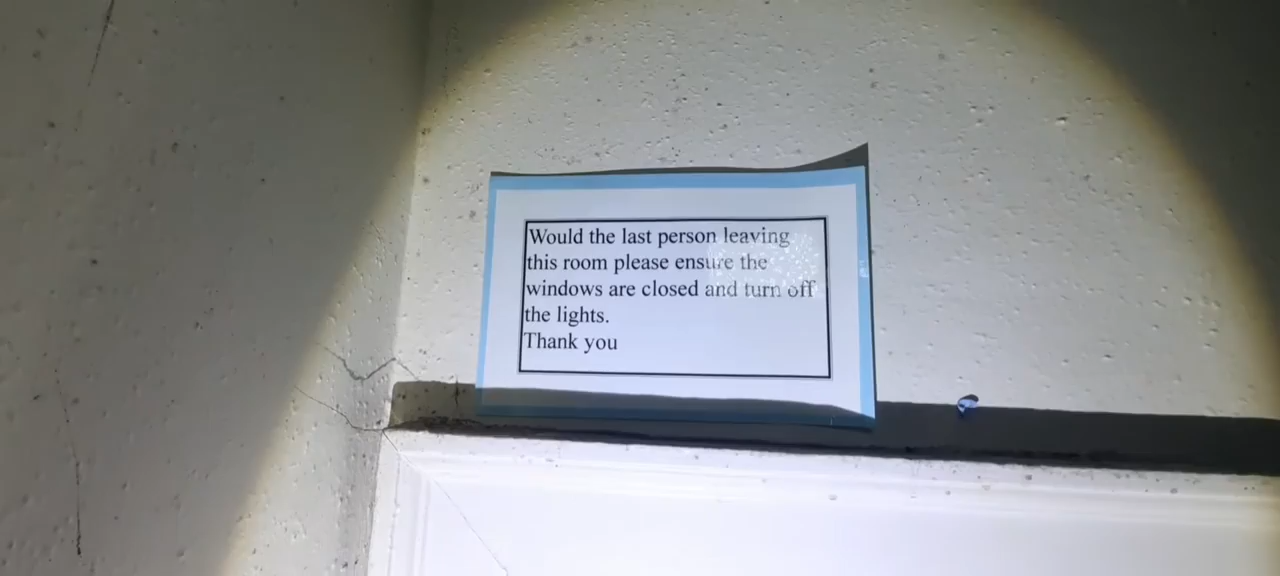 Would the last person leaving
this room please ensure the
windows are closed and turn off
the lights.
Thank you